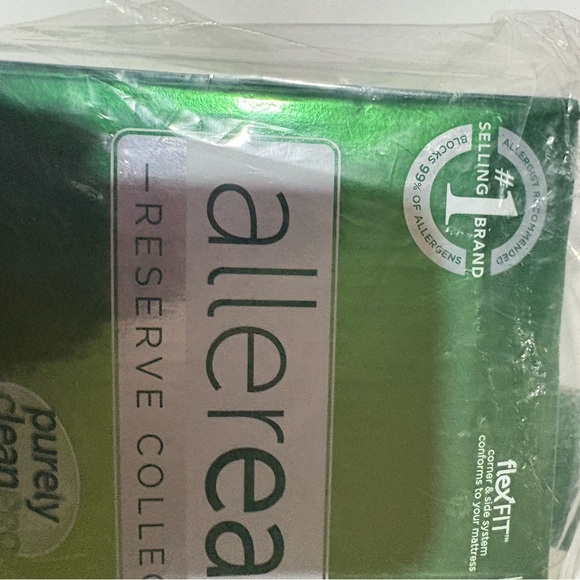 allerea
RESERVE COLLEC
ALLERGIST RECOMMENDED
#1
SELLING BRAND
BLOCKS 99% OF ALLERGENS
flexFIT™
corner & side system
conforms to your mattress
purely
clean